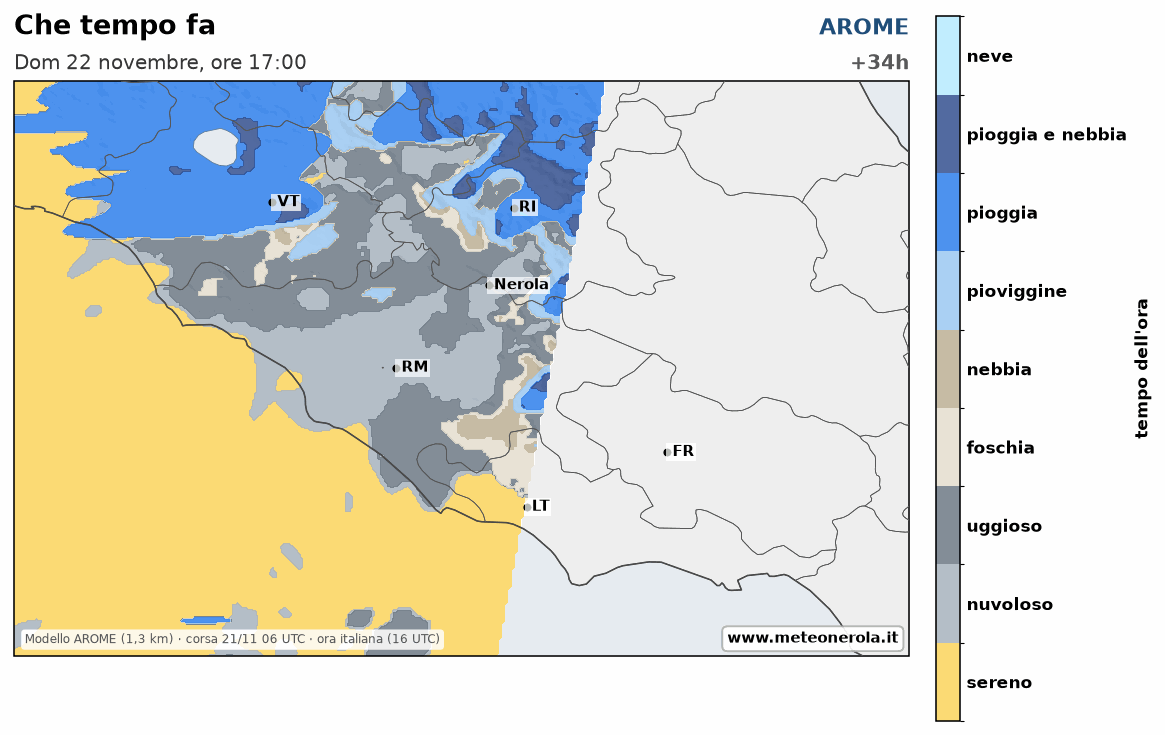 Che tempo fa
AROME
Dom 22 novembre, ore 17:00
+34h
VT
RI
Nerola
RM
FR
LT
Modello AROME (1,3 km) · corsa 21/11 06 UTC · ora italiana (16 UTC)
www.meteonerola.it
neve
pioggia e nebbia
pioggia
pioviggine
nebbia
foschia
uggioso
nuvoloso
sereno
tempo dell'ora